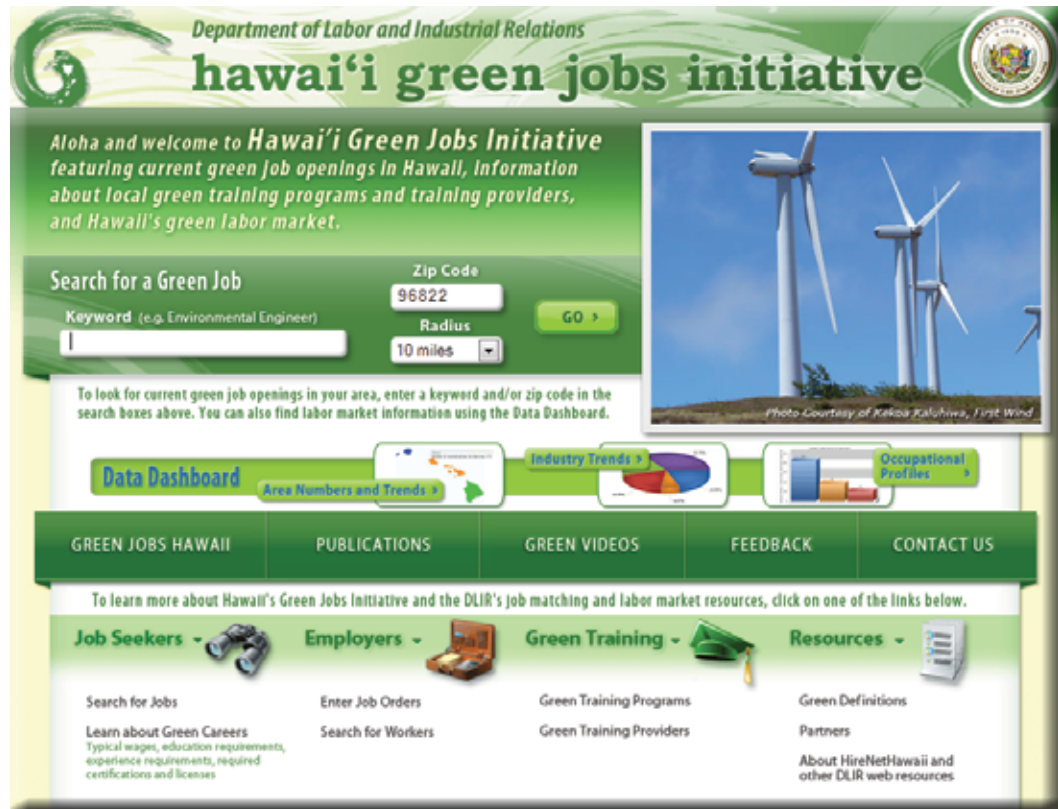 Department of Labor and Industrial Relations
hawai‘i green jobs initiative
Aloha and welcome to Hawai‘i Green Jobs Initiative
featuring current green job openings in Hawaii, information
about local green training programs and training providers,
and Hawaii's green labor market.
Search for a Green Job
Keyword (e.g. Environmental Engineer)
Zip Code
96822
Radius
10 miles
GO ›
Photo Courtesy of Kekoa Kaluhiwa, First Wind
To look for current green job openings in your area, enter a keyword and/or zip code in the
search boxes above. You can also find labor market information using the Data Dashboard.
Data Dashboard
Area Numbers and Trends ›
Industry Trends ›
Occupational
Profiles ›
GREEN JOBS HAWAII
PUBLICATIONS
GREEN VIDEOS
FEEDBACK
CONTACT US
To learn more about Hawaii's Green Jobs Initiative and the DLIR's job matching and labor market resources, click on one of the links below.
Job Seekers
Search for Jobs
Learn about Green Careers
Typical wages, education requirements,
experience requirements, required
certifications and licenses
Employers
Enter Job Orders
Search for Workers
Green Training
Green Training Programs
Green Training Providers
Resources
Green Definitions
Partners
About HireNetHawaii and
other DLIR web resources